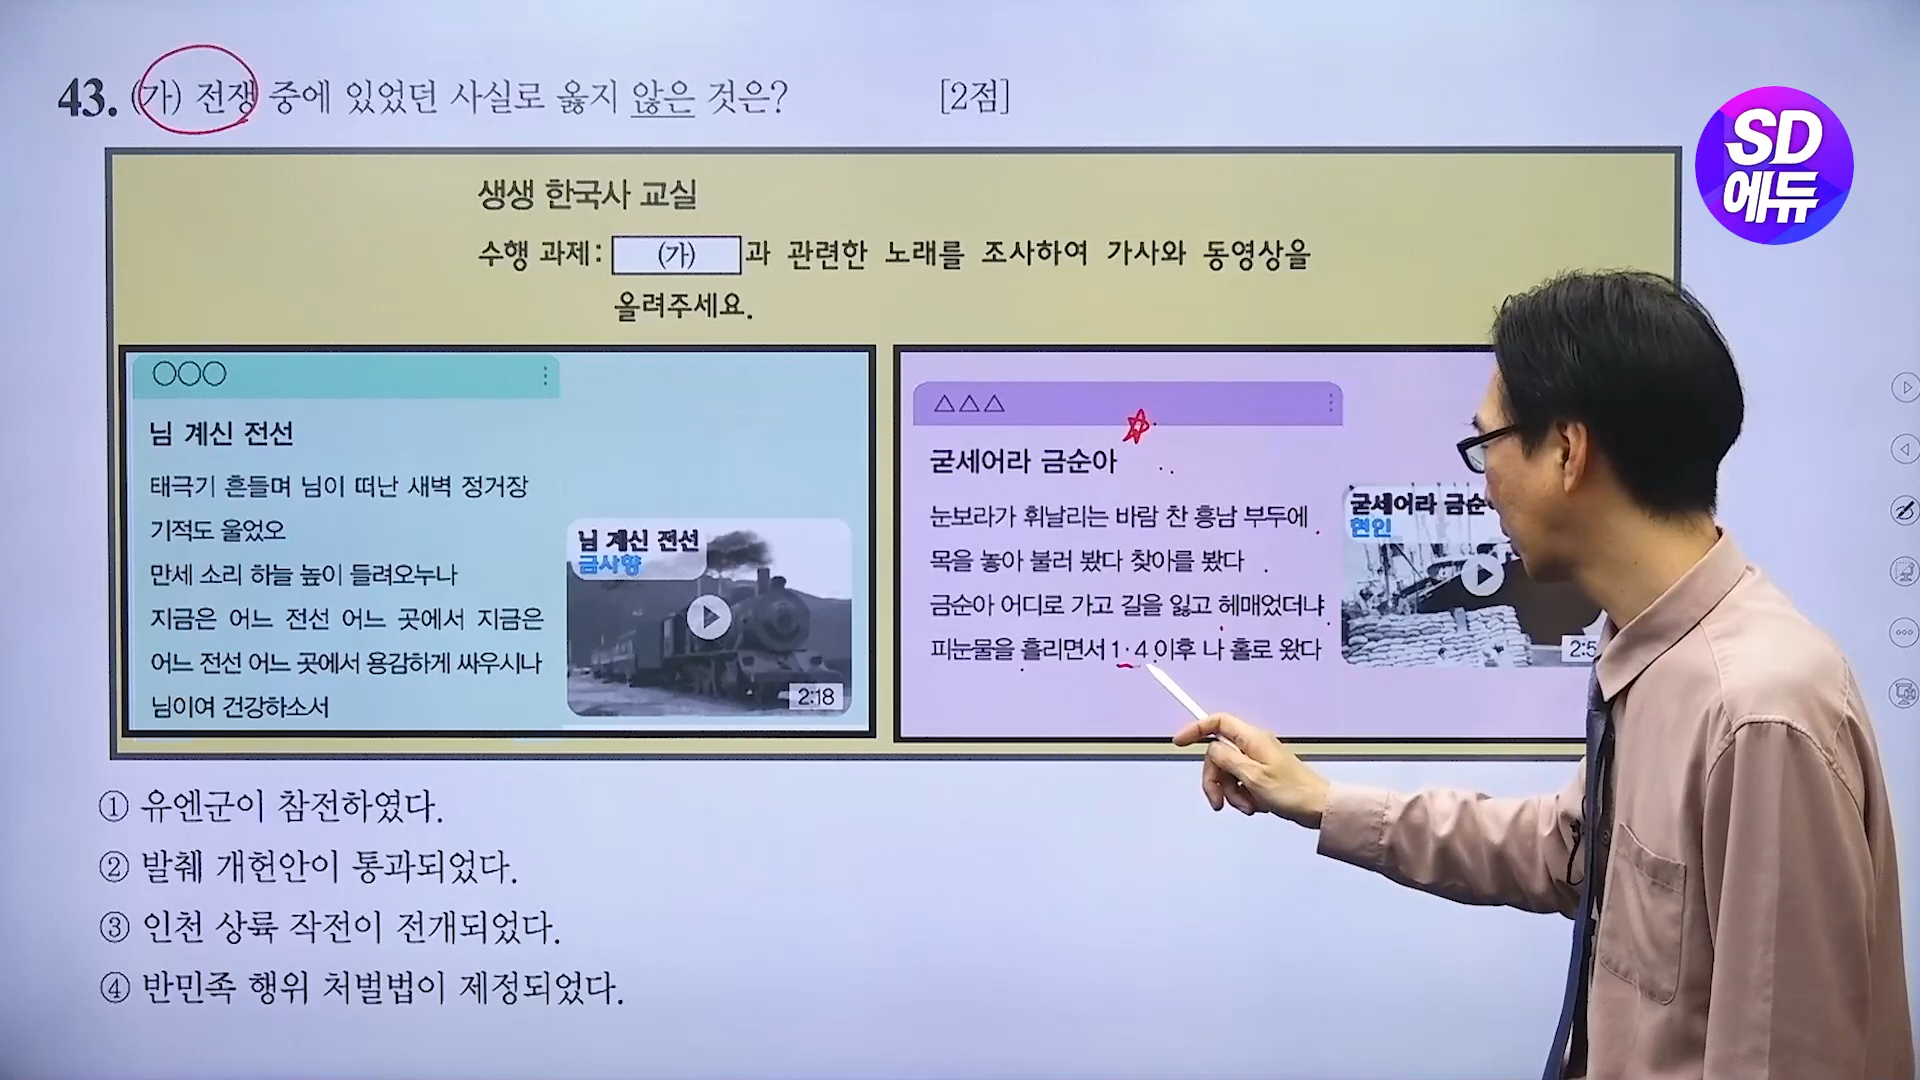 43. (가) 전쟁 중에 있었던 사실로 옳지 않은 것은? [2점]
SD
에듀
생생 한국사 교실
수행 과제: (가) 과 관련한 노래를 조사하여 가사와 동영상을
올려주세요.
○○○
님 계신 전선
태극기 흔들며 님이 떠난 새벽 정거장
기적도 울었오
만세 소리 하늘 높이 들려오누나
지금은 어느 전선 어느 곳에서 지금은
어느 전선 어느 곳에서 용감하게 싸우시나
님이여 건강하소서
님 계신 전선
금사향
2:18
△△△
굳세어라 금순아
눈보라가 휘날리는 바람 찬 흥남 부두에
목을 놓아 불러 봤다 찾아를 봤다
금순아 어디로 가고 길을 잃고 헤매었더냐
피눈물을 흘리면서 1·4 이후 나 홀로 왔다
굳세어라 금순
현인
2:5
① 유엔군이 참전하였다.
② 발췌 개헌안이 통과되었다.
③ 인천 상륙 작전이 전개되었다.
④ 반민족 행위 처벌법이 제정되었다.